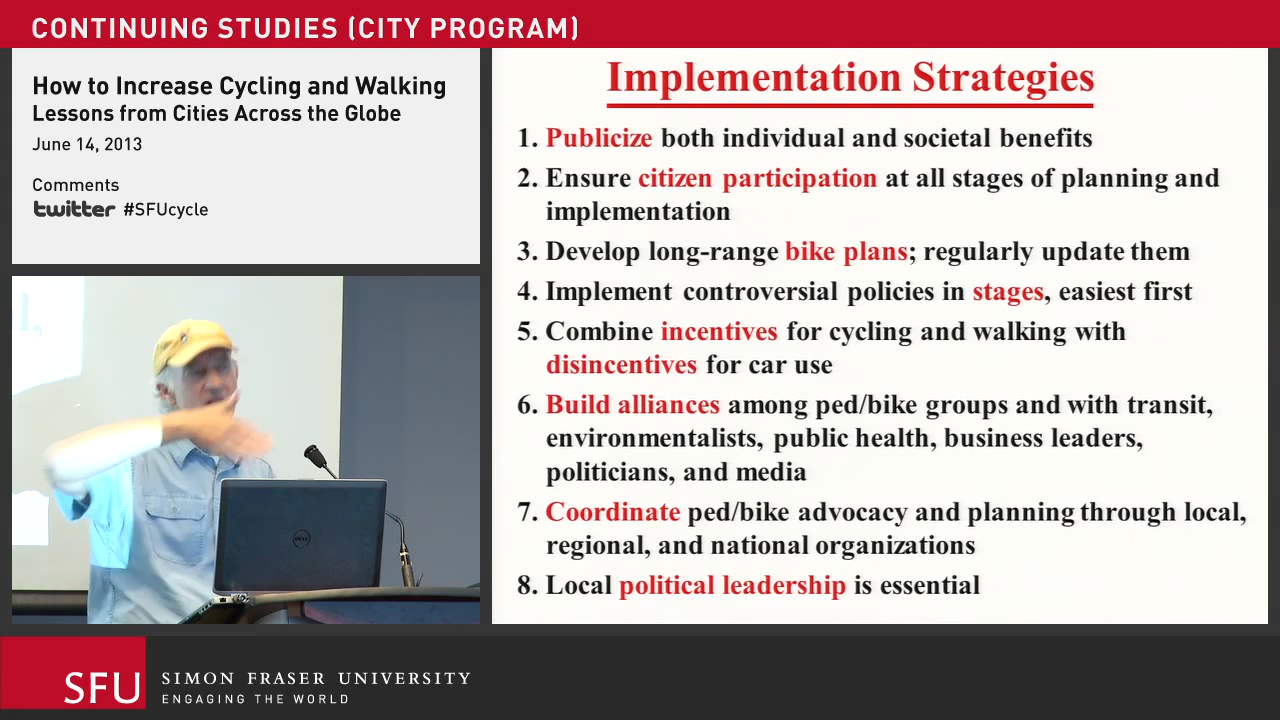 CONTINUING STUDIES (CITY PROGRAM)
How to Increase Cycling and Walking
Lessons from Cities Across the Globe
June 14, 2013
Comments
twitter #SFUcycle
Implementation Strategies
1. Publicize both individual and societal benefits
2. Ensure citizen participation at all stages of planning and
implementation
3. Develop long-range bike plans; regularly update them
4. Implement controversial policies in stages, easiest first
5. Combine incentives for cycling and walking with
disincentives for car use
6. Build alliances among ped/bike groups and with transit,
environmentalists, public health, business leaders,
politicians, and media
7. Coordinate ped/bike advocacy and planning through local,
regional, and national organizations
8. Local political leadership is essential
DELL
SFU SIMON FRASER UNIVERSITY
ENGAGING THE WORLD